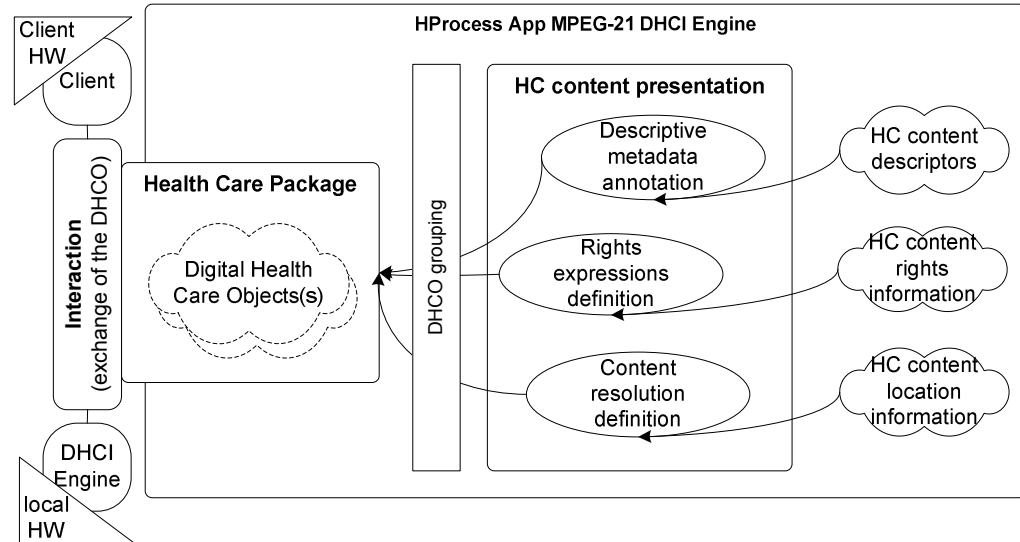 HProcess App MPEG-21 DHCI Engine
Client
HW
Client
Interaction
(exchange of the DHCO)
DHCI
Engine
local
HW
Health Care Package
Digital Health
Care Objects(s)
DHCO grouping
HC content presentation
Descriptive
metadada
annotation
Rights
expressions
definition
Content
resolution
definition
HC content
descriptors
HC content
rights
information
HC content
location
information